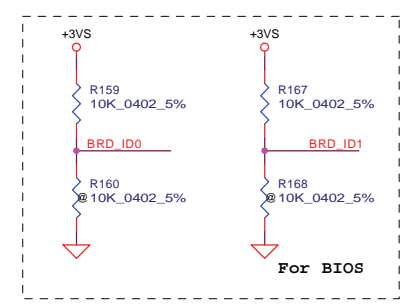 +3VS +3VS
R159 R167
10K_0402_5% 10K_0402_5%
BRD_ID0 BRD_ID1
R160 R168
@ 10K_0402_5% @ 10K_0402_5%
For BIOS